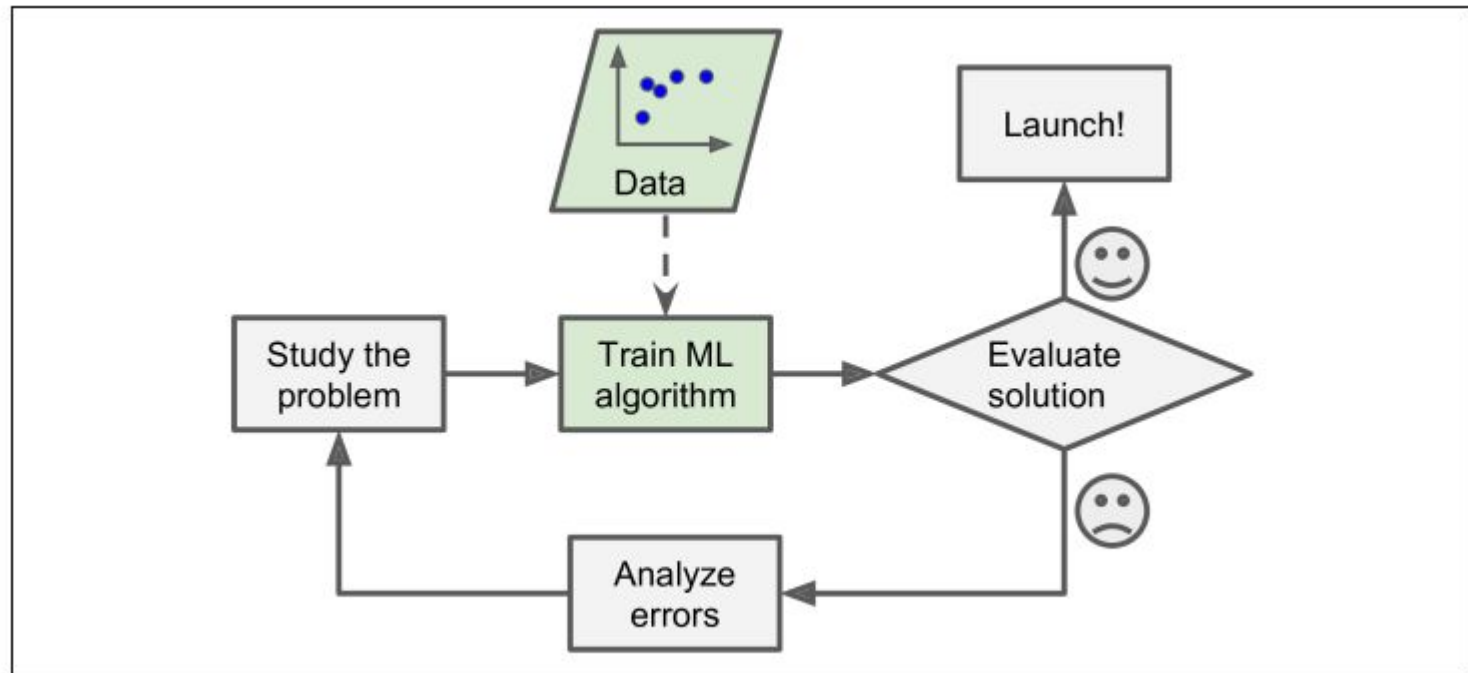 Data
Launch!
Study the
problem
Train ML
algorithm
Evaluate
solution
Analyze
errors